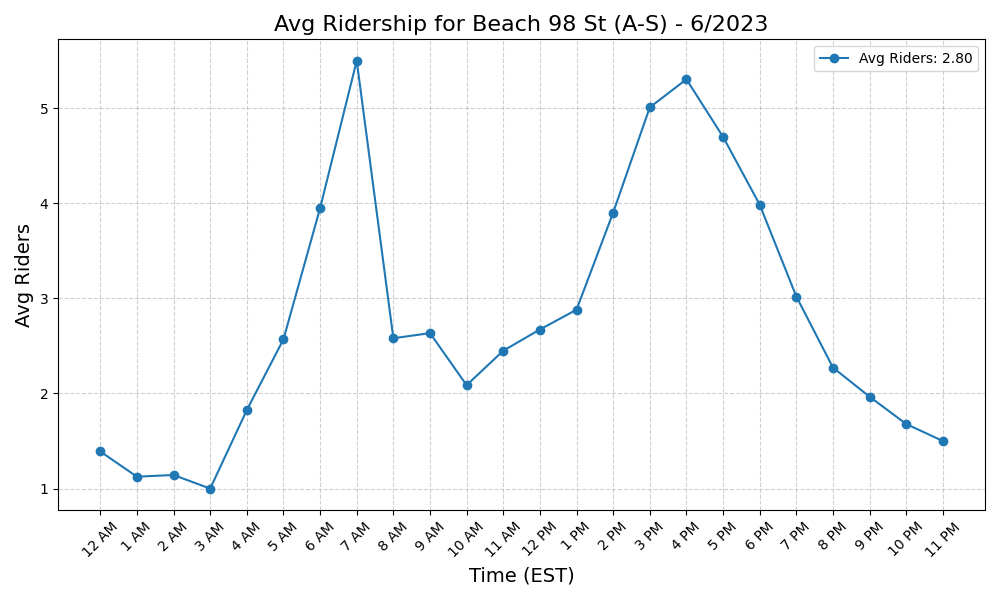 Avg Ridership for Beach 98 St (A-S) - 6/2023
Avg Riders: 2.80
Avg Riders
5
4
3
2
1
12 AM
1 AM
2 AM
3 AM
4 AM
5 AM
6 AM
7 AM
8 AM
9 AM
10 AM
11 AM
12 PM
1 PM
2 PM
3 PM
4 PM
5 PM
6 PM
7 PM
8 PM
9 PM
10 PM
11 PM
Time (EST)